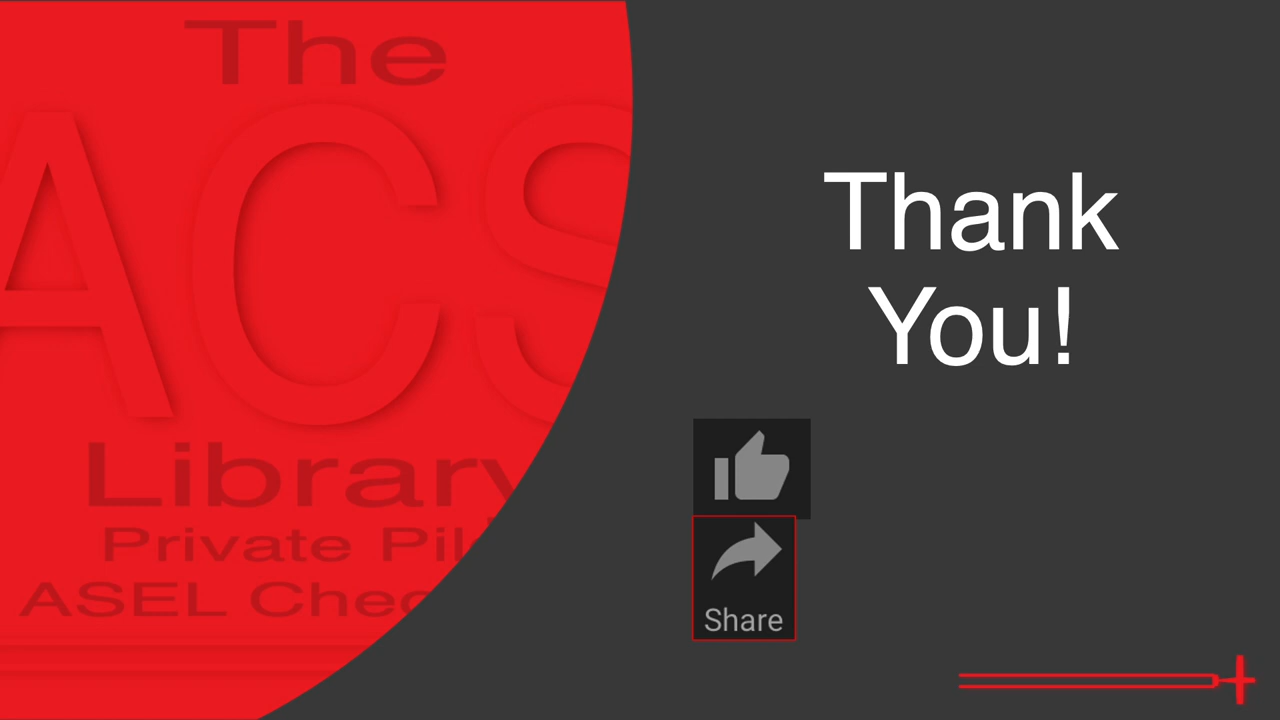 The
ACS
Library
Private Pil
ASEL Chec
Thank
You!
Share